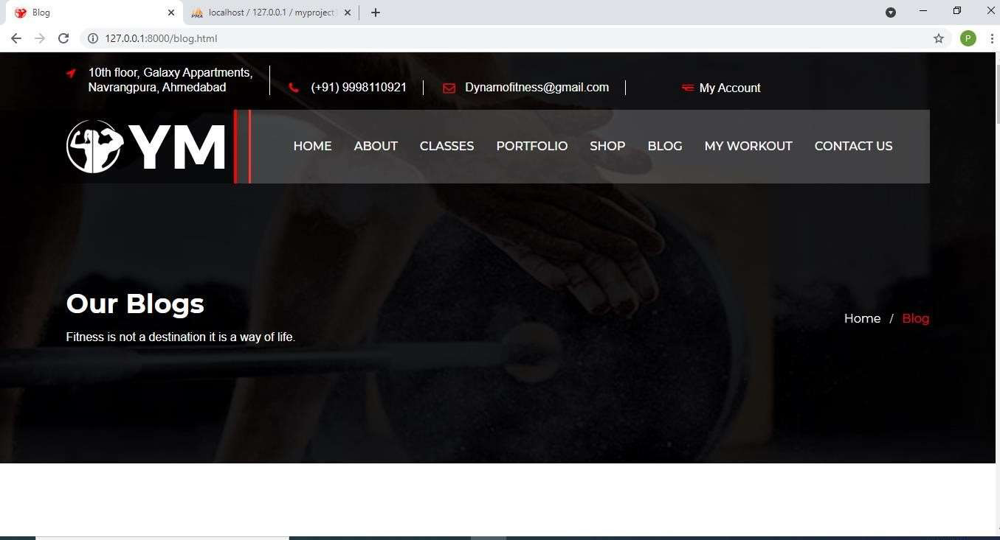 Blog
localhost / 127.0.0.1 / myproject
127.0.0.1:8000/blog.html
P
10th floor, Galaxy Appartments,
Navrangpura, Ahmedabad
(+91) 9998110921
Dynamofitness@gmail.com
My Account
YM
HOME ABOUT CLASSES PORTFOLIO SHOP BLOG MY WORKOUT CONTACT US
Our Blogs
Fitness is not a destination it is a way of life.
Home / Blog